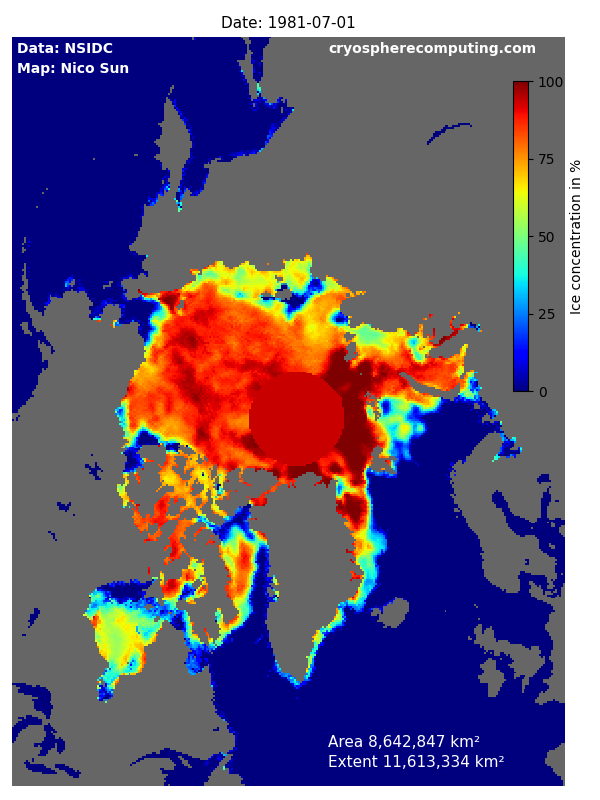 Date: 1981-07-01
Data: NSIDC
Map: Nico Sun
cryospherecomputing.com
100
75
50
25
0
Ice concentration in %
Area 8,642,847 km²
Extent 11,613,334 km²